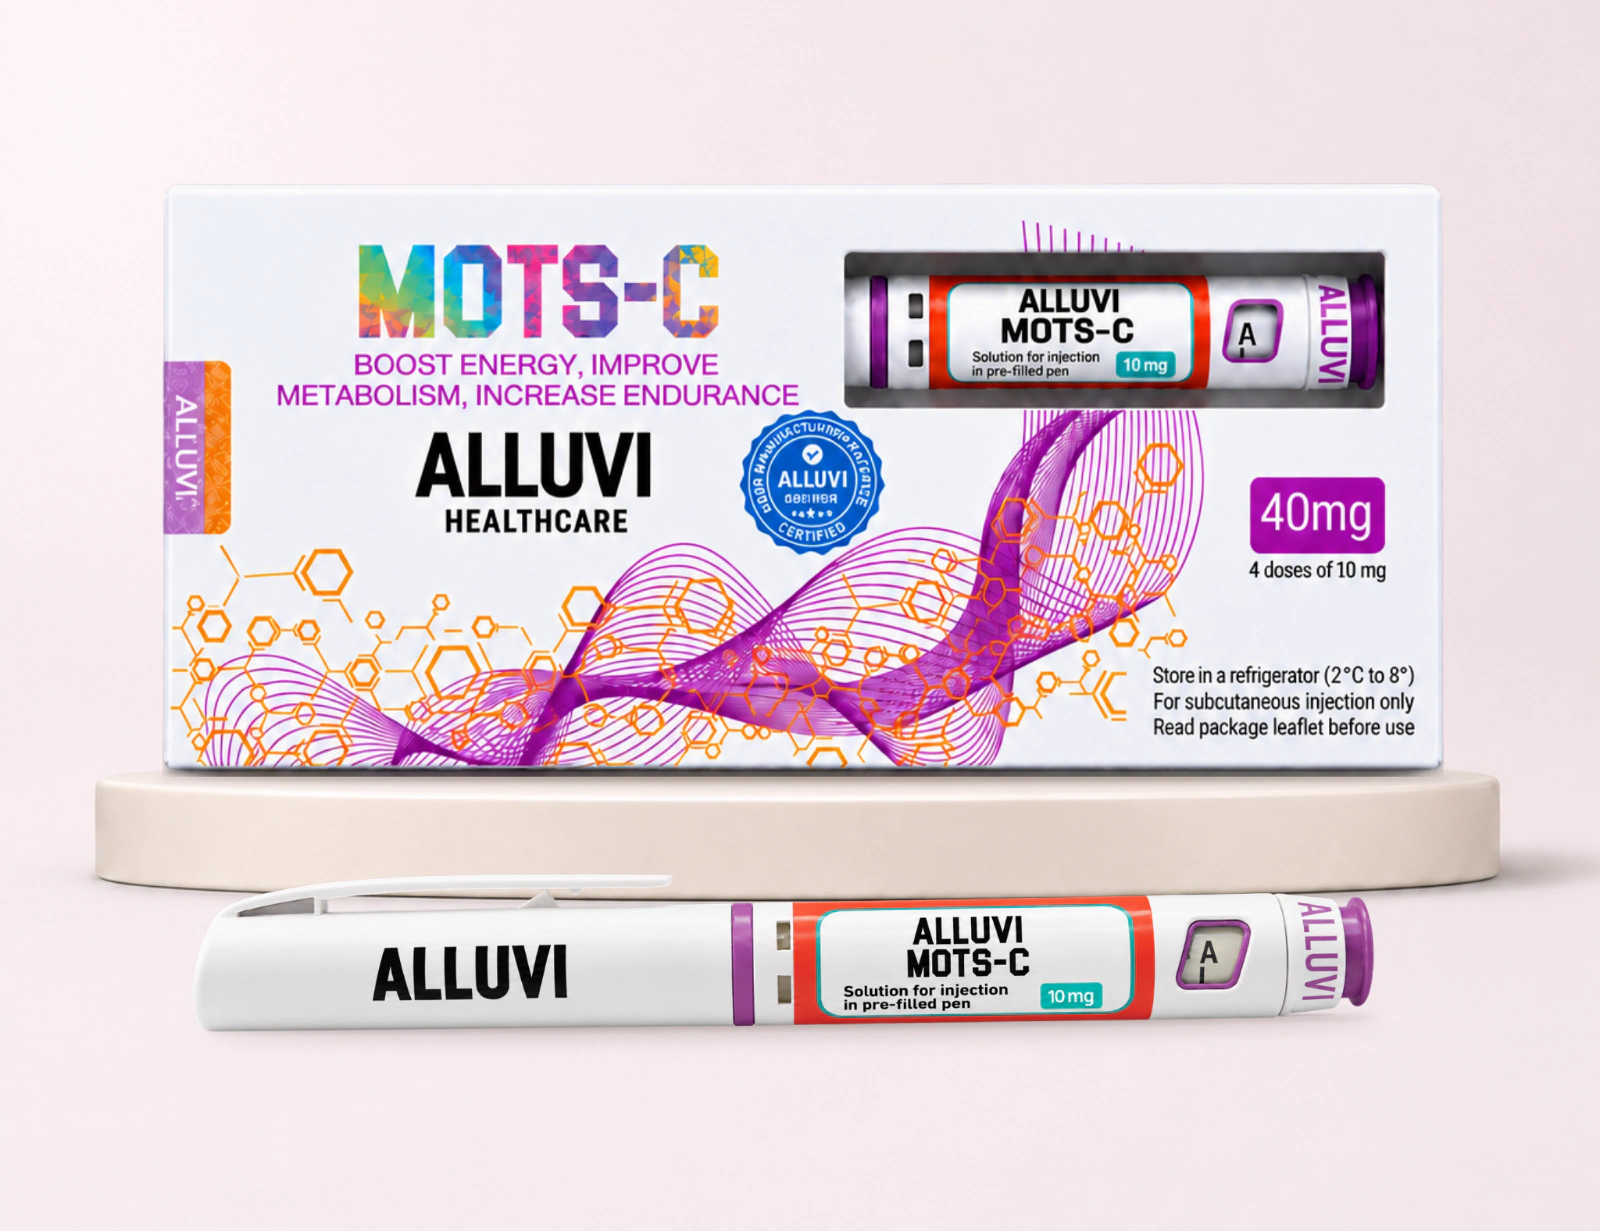 MOTS-C
BOOST ENERGY, IMPROVE
METABOLISM, INCREASE ENDURANCE
ALLUVI
HEALTHCARE
ALLUVI
ALLUVI
CERTIFIED
ALLUVI
MOTS-C
Solution for injection
in pre-filled pen
10 mg
A
ALLUVI
40mg
4 doses of 10 mg
Store in a refrigerator (2°C to 8°)
For subcutaneous injection only
Read package leaflet before use
ALLUVI
ALLUVI
MOTS-C
Solution for injection
in pre-filled pen
10 mg
A
ALLUVI